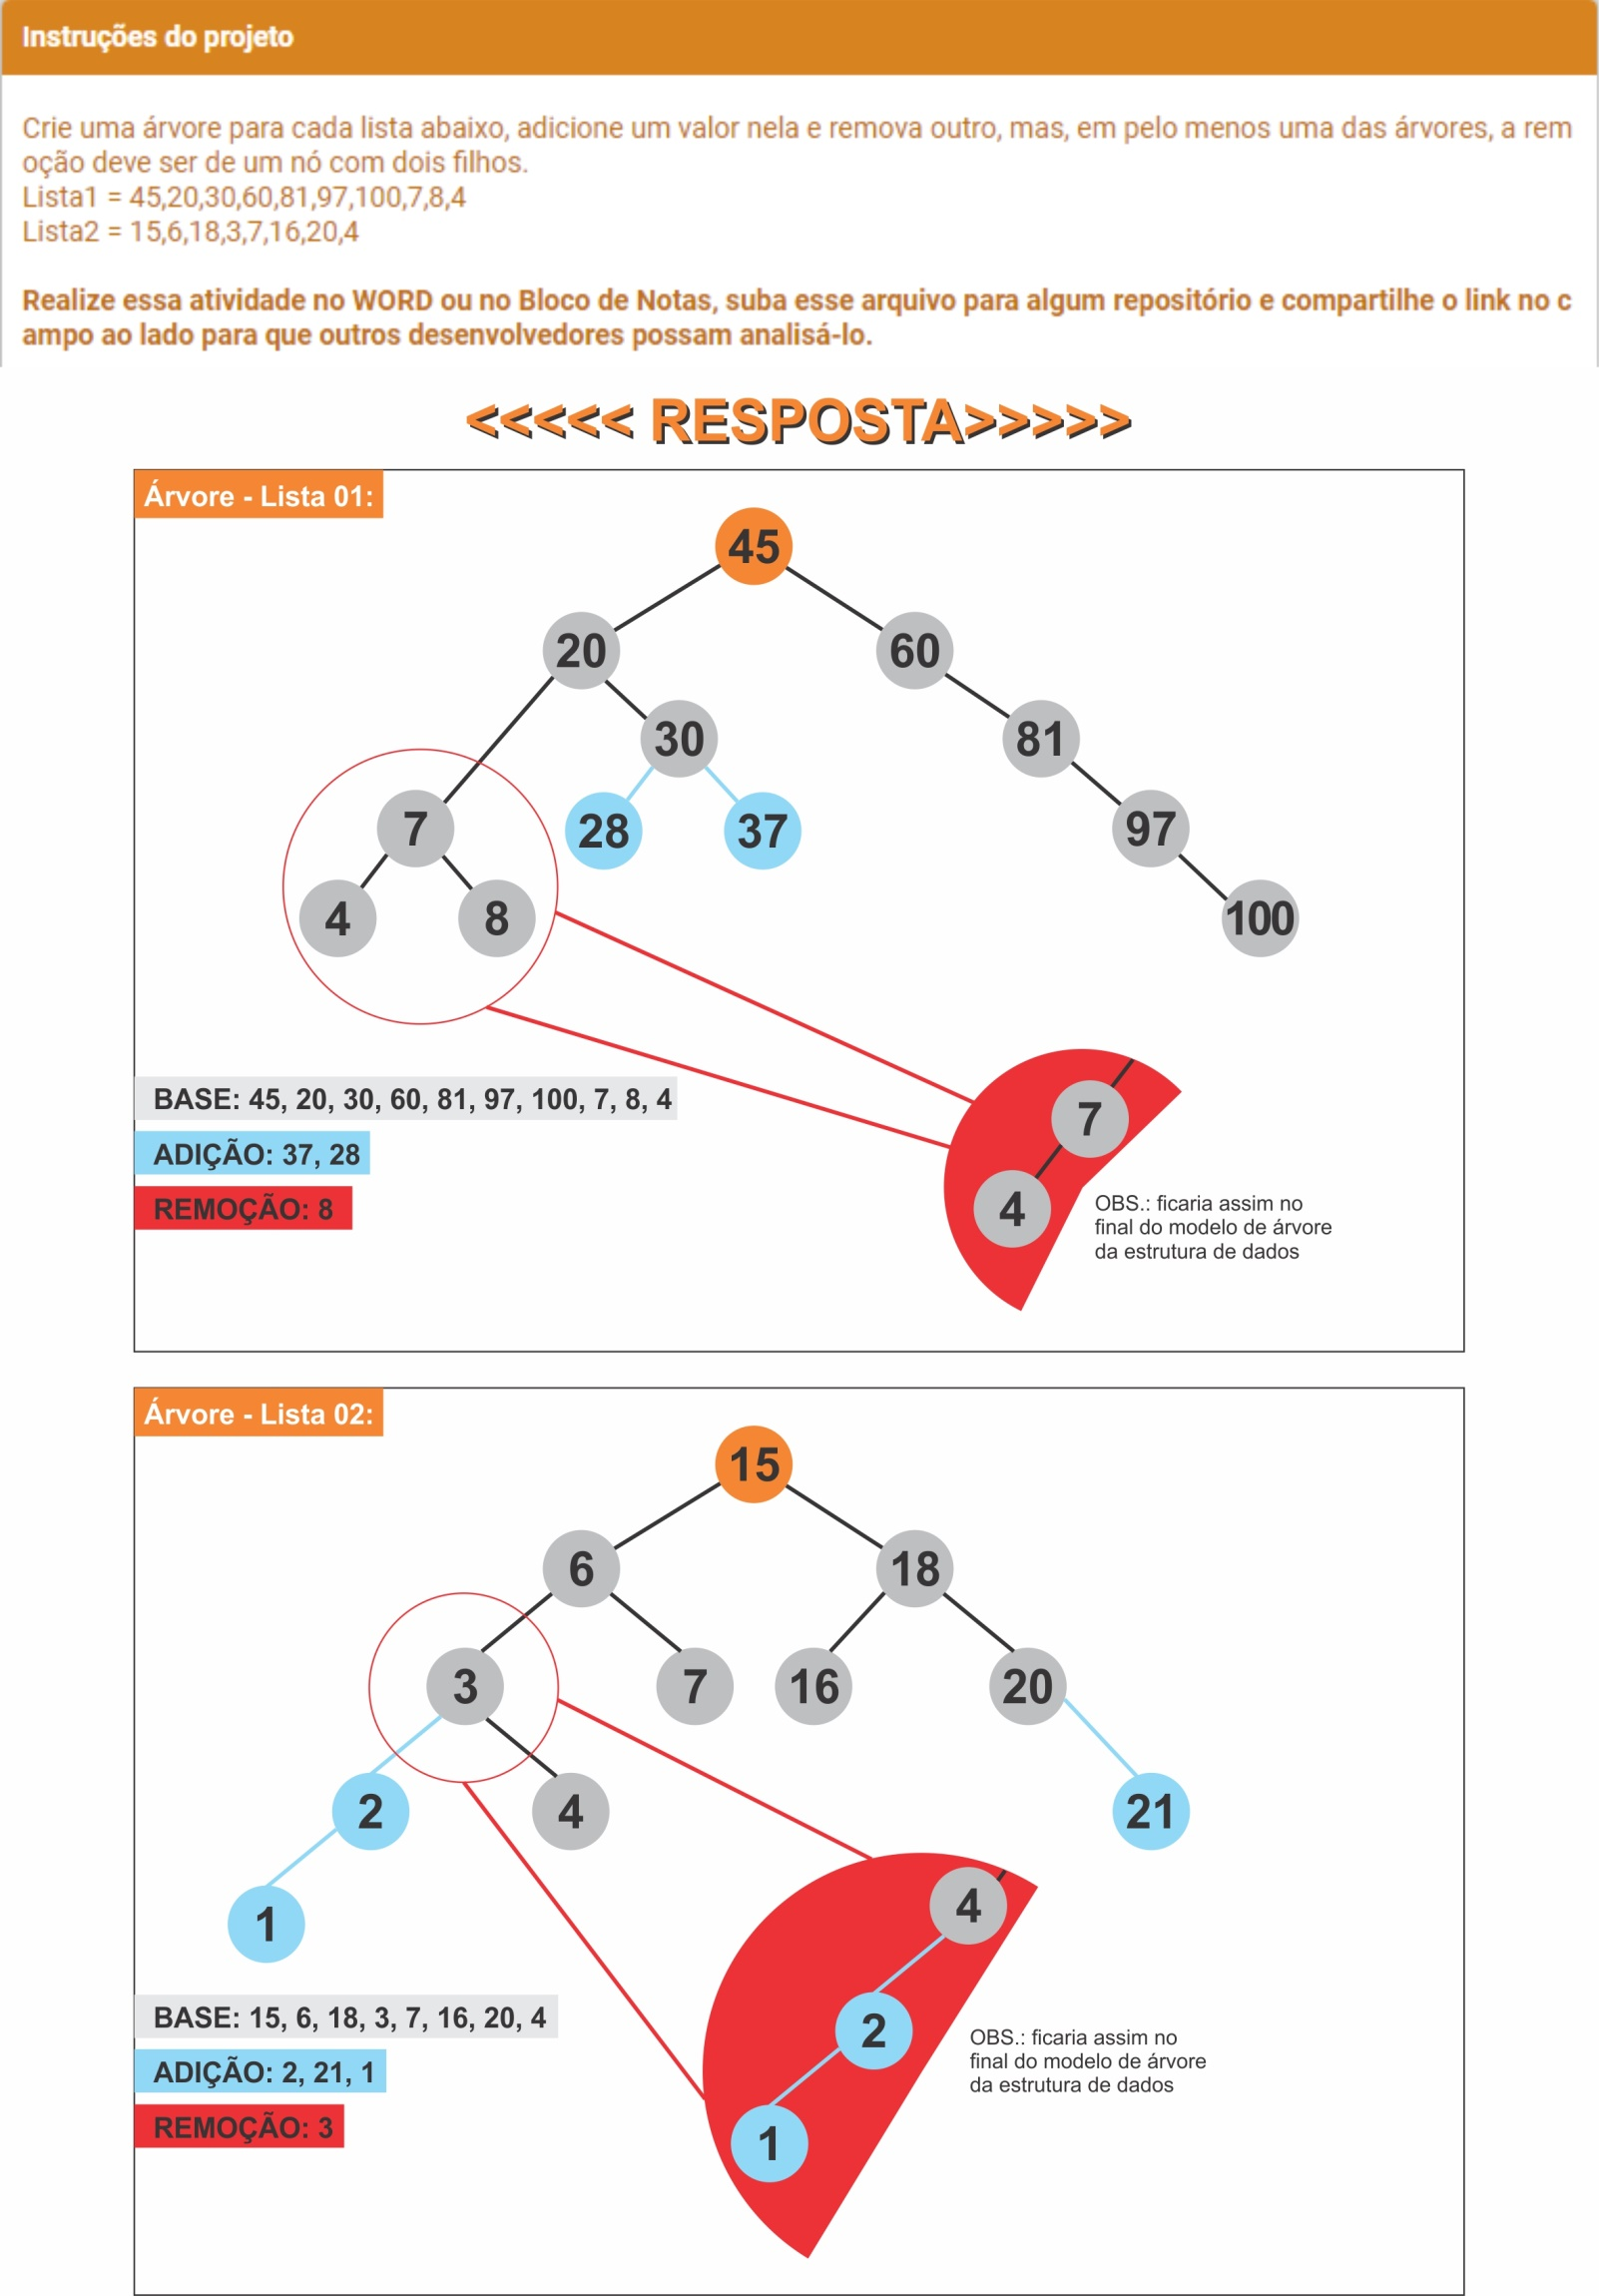 Instruções do projeto
Crie uma árvore para cada lista abaixo, adicione um valor nela e remova outro, mas, em pelo menos uma das árvores, a rem
oção deve ser de um nó com dois filhos.
Lista1 = 45,20,30,60,81,97,100,7,8,4
Lista2 = 15,6,18,3,7,16,20,4
Realize essa atividade no WORD ou no Bloco de Notas, suba esse arquivo para algum repositório e compartilhe o link no c
ampo ao lado para que outros desenvolvedores possam analisá-lo.
<<<<< RESPOSTA>>>>>
Árvore - Lista 01:
45
20
60
30
81
7
28
37
97
4
8
100
BASE: 45, 20, 30, 60, 81, 97, 100, 7, 8, 4
ADIÇÃO: 37, 28
REMOÇÃO: 8
7
4
OBS.: ficaria assim no
final do modelo de árvore
da estrutura de dados
Árvore - Lista 02:
15
6
18
3
7
16
20
2
4
21
1
BASE: 15, 6, 18, 3, 7, 16, 20, 4
ADIÇÃO: 2, 21, 1
REMOÇÃO: 3
4
2
1
OBS.: ficaria assim no
final do modelo de árvore
da estrutura de dados